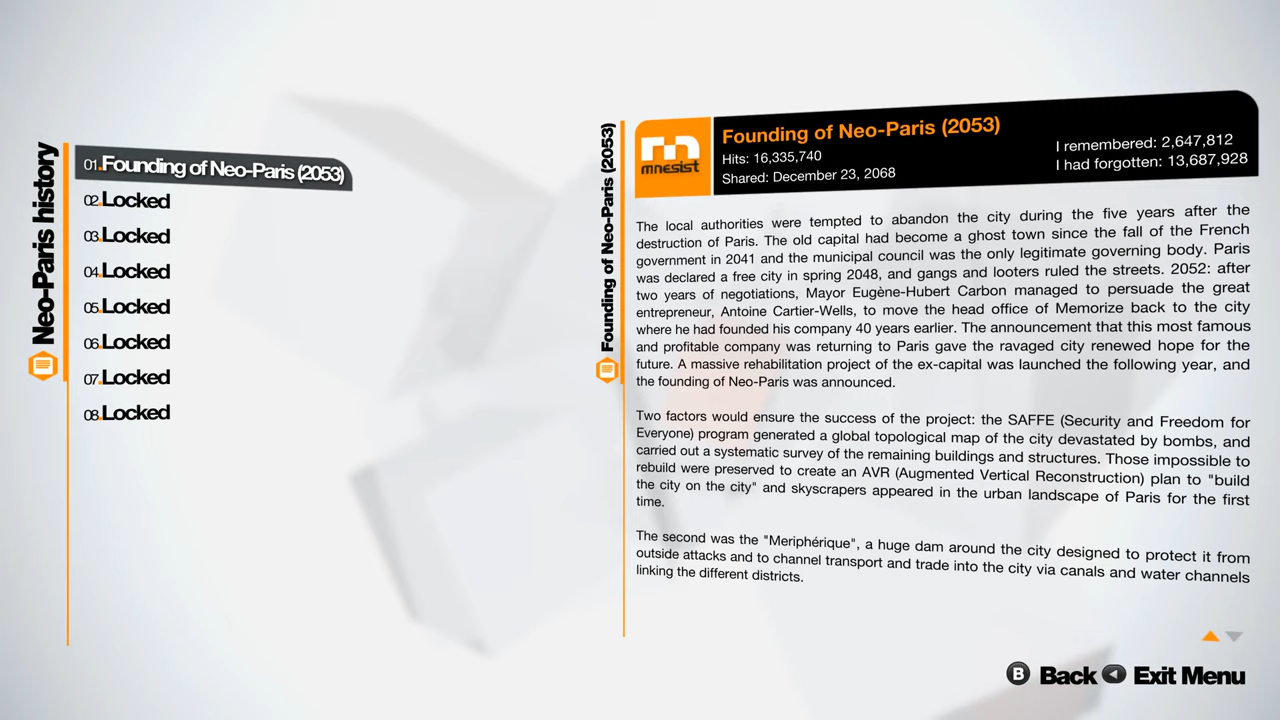 Neo-Paris history
01.Founding of Neo-Paris (2053)
02.Locked
03.Locked
04.Locked
05.Locked
06.Locked
07.Locked
08.Locked
Founding of Neo-Paris (2053)
mnesist
Founding of Neo-Paris (2053)
Hits: 16,335,740
Shared: December 23, 2068
I remembered: 2,647,812
I had forgotten: 13,687,928
The local authorities were tempted to abandon the city during the five years after the
destruction of Paris. The old capital had become a ghost town since the fall of the French
government in 2041 and the municipal council was the only legitimate governing body. Paris
was declared a free city in spring 2048, and gangs and looters ruled the streets. 2052: after
two years of negotiations, Mayor Eugène-Hubert Carbon managed to persuade the great
entrepreneur, Antoine Cartier-Wells, to move the head office of Memorize back to the city
where he had founded his company 40 years earlier. The announcement that this most famous
and profitable company was returning to Paris gave the ravaged city renewed hope for the
future. A massive rehabilitation project of the ex-capital was launched the following year, and
the founding of Neo-Paris was announced.
Two factors would ensure the success of the project: the SAFFE (Security and Freedom for
Everyone) program generated a global topological map of the city devastated by bombs, and
carried out a systematic survey of the remaining buildings and structures. Those impossible to
rebuild were preserved to create an AVR (Augmented Vertical Reconstruction) plan to "build
the city on the city" and skyscrapers appeared in the urban landscape of Paris for the first
time.
The second was the "Meriphérique", a huge dam around the city designed to protect it from
outside attacks and to channel transport and trade into the city via canals and water channels
linking the different districts.
B Back Exit Menu